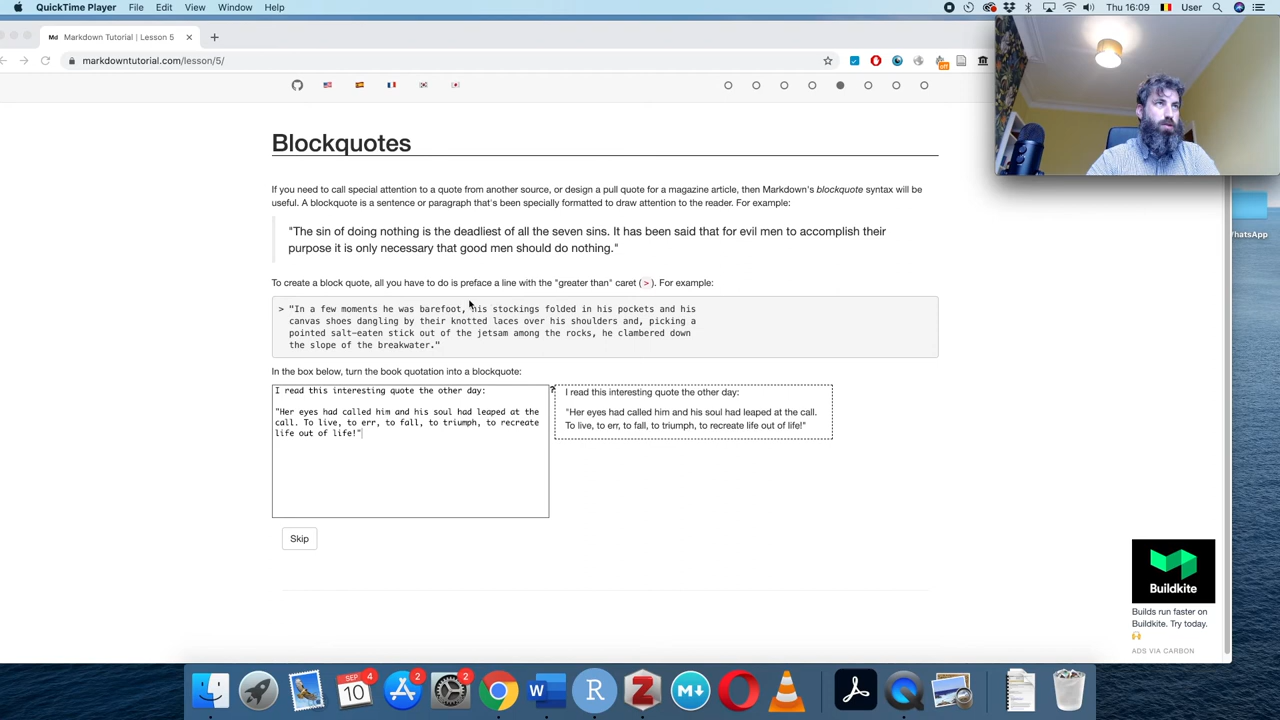 QuickTime Player File Edit View Window Help
Thu 16:09 User
Md Markdown Tutorial | Lesson 5
markdowntutorial.com/lesson/5/
off
Blockquotes
If you need to call special attention to a quote from another source, or design a pull quote for a magazine article, then Markdown's blockquote syntax will be
useful. A blockquote is a sentence or paragraph that's been specially formatted to draw attention to the reader. For example:
"The sin of doing nothing is the deadliest of all the seven sins. It has been said that for evil men to accomplish their
purpose it is only necessary that good men should do nothing."
To create a block quote, all you have to do is preface a line with the "greater than" caret ( > ). For example:
> "In a few moments he was barefoot, his stockings folded in his pockets and his
canvas shoes dangling by their knotted laces over his shoulders and, picking a
pointed salt-eaten stick out of the jetsam among the rocks, he clambered down
the slope of the breakwater."
In the box below, turn the book quotation into a blockquote:
I read this interesting quote the other day:
"Her eyes had called him and his soul had leaped at the
call. To live, to err, to fall, to triumph, to recreate
life out of life!"
?
I read this interesting quote the other day:
"Her eyes had called him and his soul had leaped at the call.
To live, to err, to fall, to triumph, to recreate life out of life!"
Skip
Buildkite
Builds run faster on
Buildkite. Try today.
ADS VIA CARBON
WhatsApp
SEP
10
4
2
2
W
R
Z
M